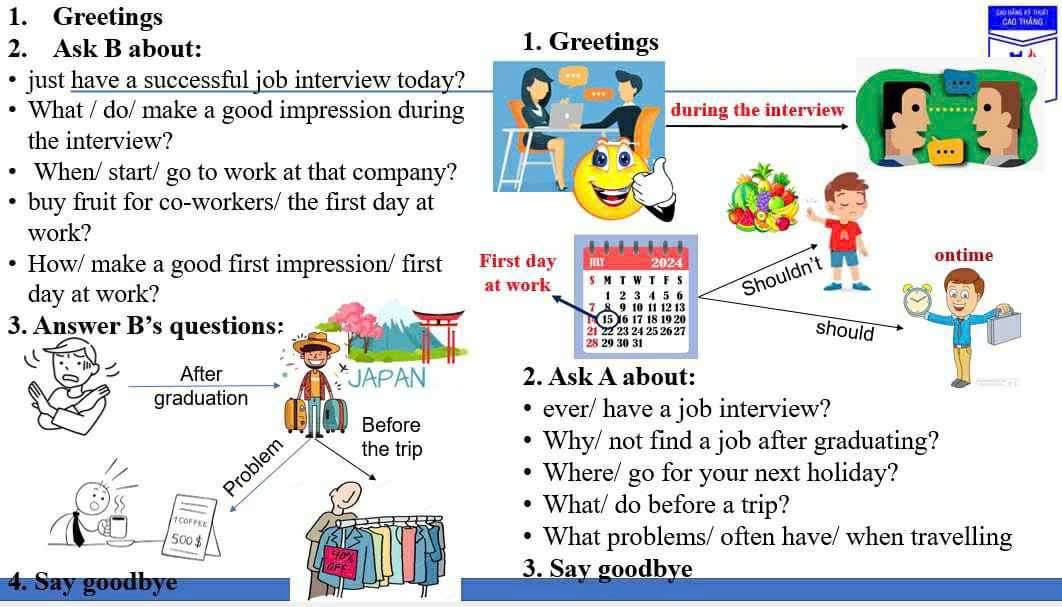 1. Greetings
2. Ask B about:
• just have a successful job interview today?
• What / do/ make a good impression during
the interview?
• When/ start/ go to work at that company?
• buy fruit for co-workers/ the first day at
work?
• How/ make a good first impression/ first
day at work?
3. Answer B's questions:
After
graduation
JAPAN
Before
the trip
Problem
1 COFFEE
500 $
40%
OFF
4. Say goodbye
CAO ĐẲNG KỸ THUẬT
CAO THẮNG
1. Greetings
during the interview
First day
at work
JULY 2024
S M T W T F S
1 2 3 4 5 6
7 8 9 10 11 12 13
14 15 16 17 18 19 20
21 22 23 24 25 26 27
28 29 30 31
Shouldn't
A
ontime
should
2. Ask A about:
• ever/ have a job interview?
• Why/ not find a job after graduating?
• Where/ go for your next holiday?
• What/ do before a trip?
• What problems/ often have/ when travelling
3. Say goodbye